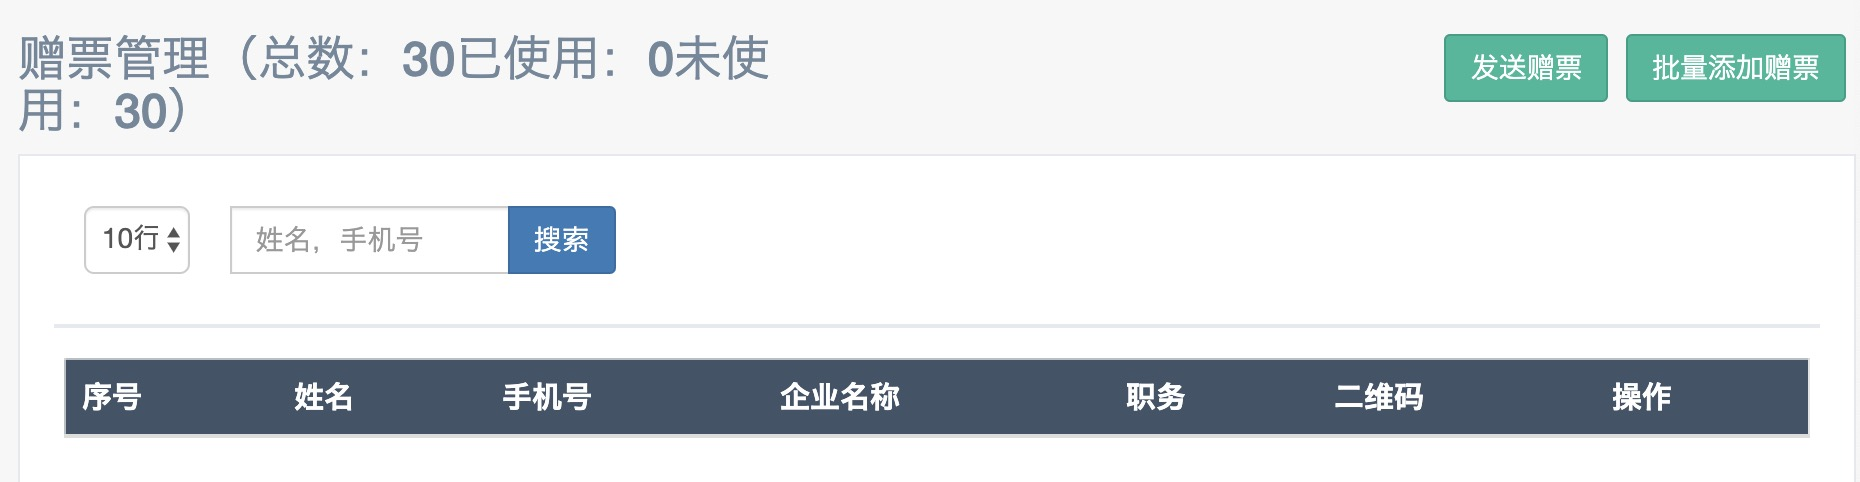 赠票管理（总数：30已使用：0未使
用：30）
发送赠票 批量添加赠票
10行 姓名，手机号 搜索
序号 姓名 手机号 企业名称 职务 二维码 操作